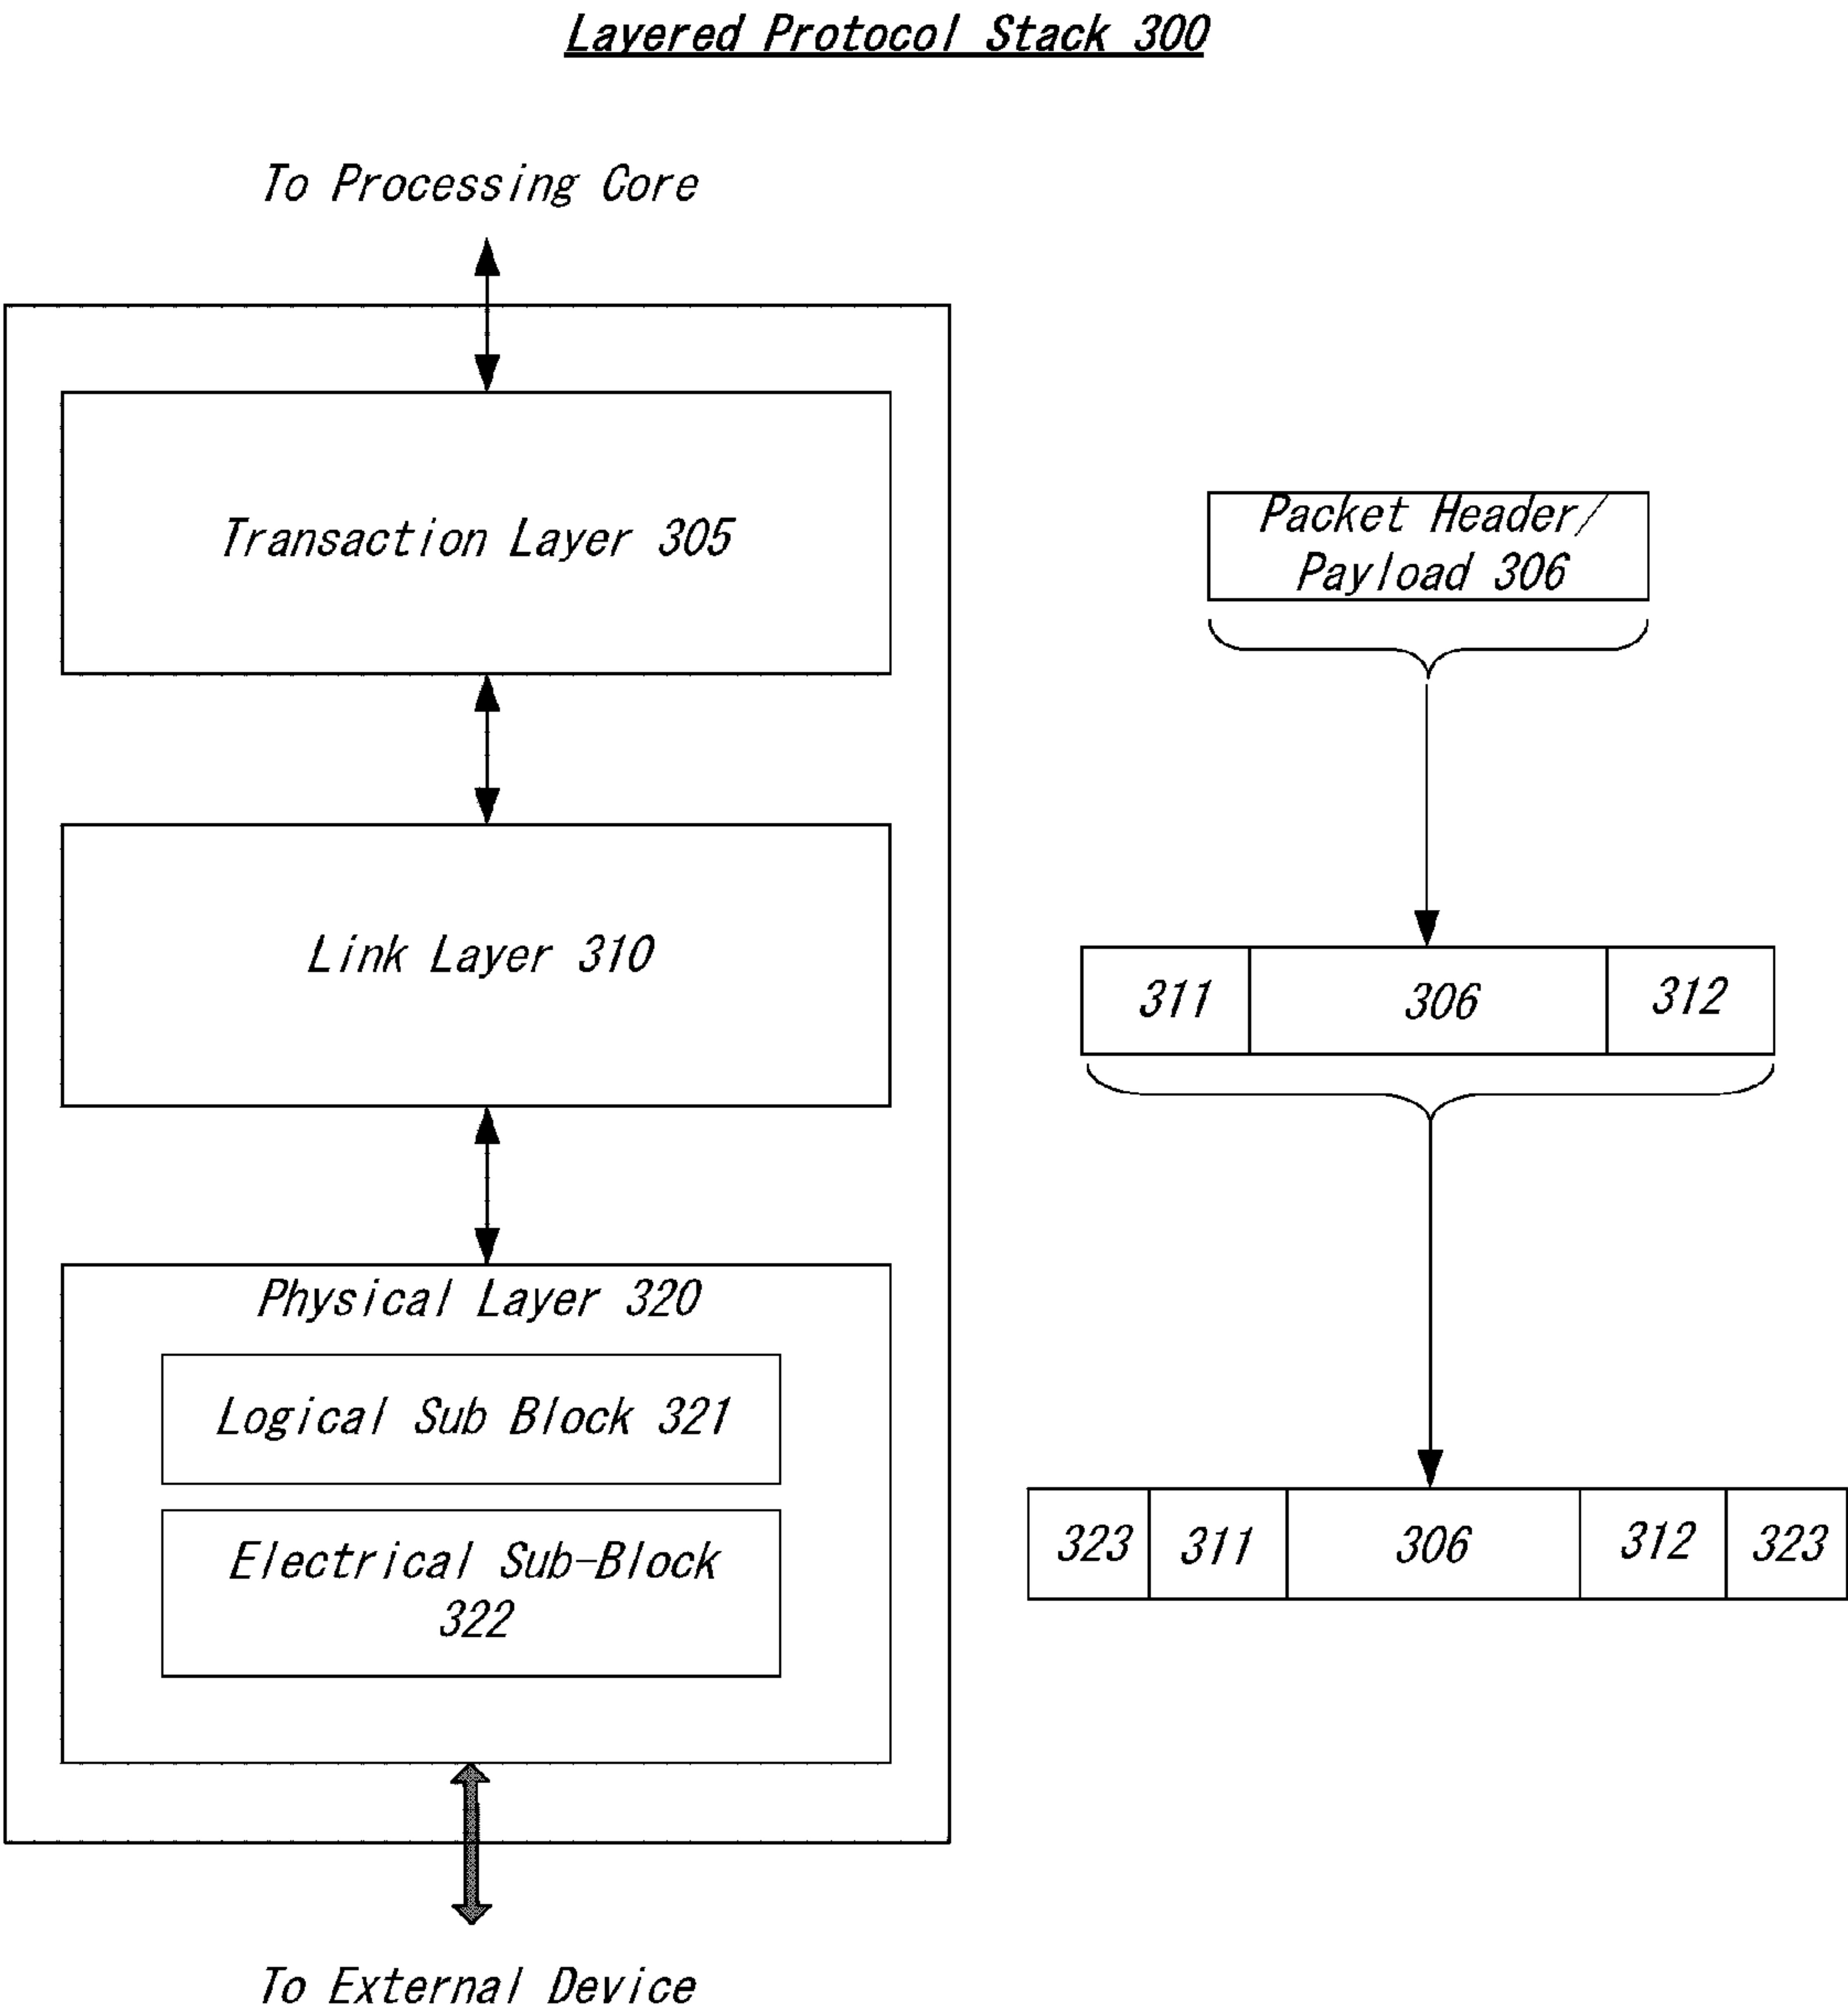 Layered Protocol Stack 300
To Processing Core
Transaction Layer 305
Packet Header/
Payload 306
Link Layer 310
311 306 312
Physical Layer 320
Logical Sub Block 321
Electrical Sub-Block
322
323 311 306 312 323
To External Device